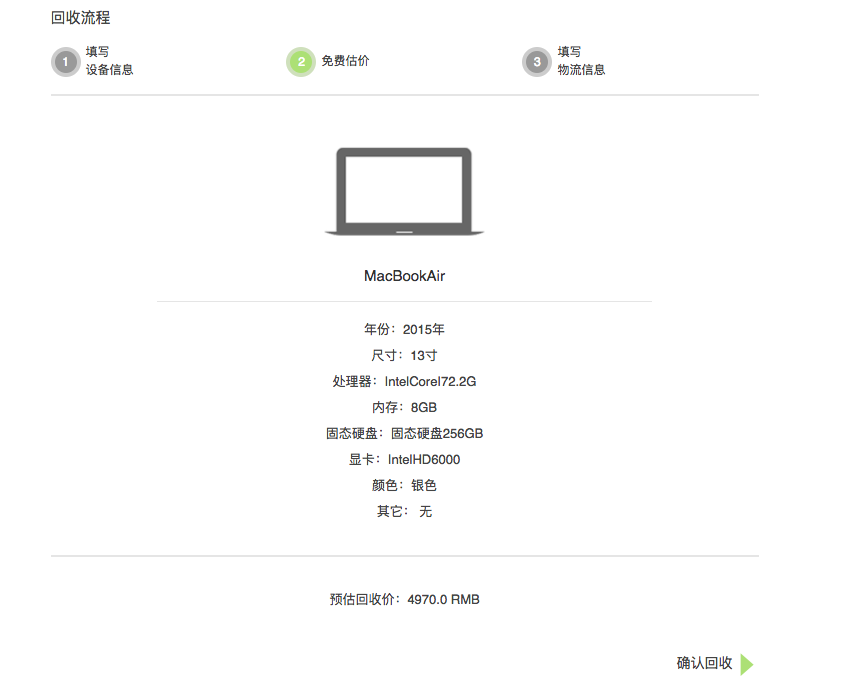 回收流程
1
填写
设备信息
2
免费估价
3
填写
物流信息
MacBookAir
年份：2015年
尺寸：13寸
处理器：IntelCoreI72.2G
内存：8GB
固态硬盘：固态硬盘256GB
显卡：IntelHD6000
颜色：银色
其它： 无
预估回收价：4970.0 RMB
确认回收